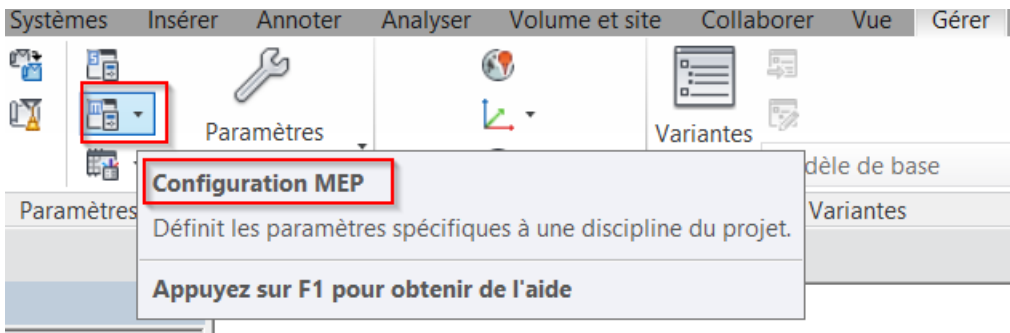 Systèmes Insérer Annoter Analyser Volume et site Collaborer Vue Gérer
Paramètres
Variantes
Configuration MEP
dèle de base
Paramètres
Définit les paramètres spécifiques à une discipline du projet.
Variantes
Appuyez sur F1 pour obtenir de l'aide